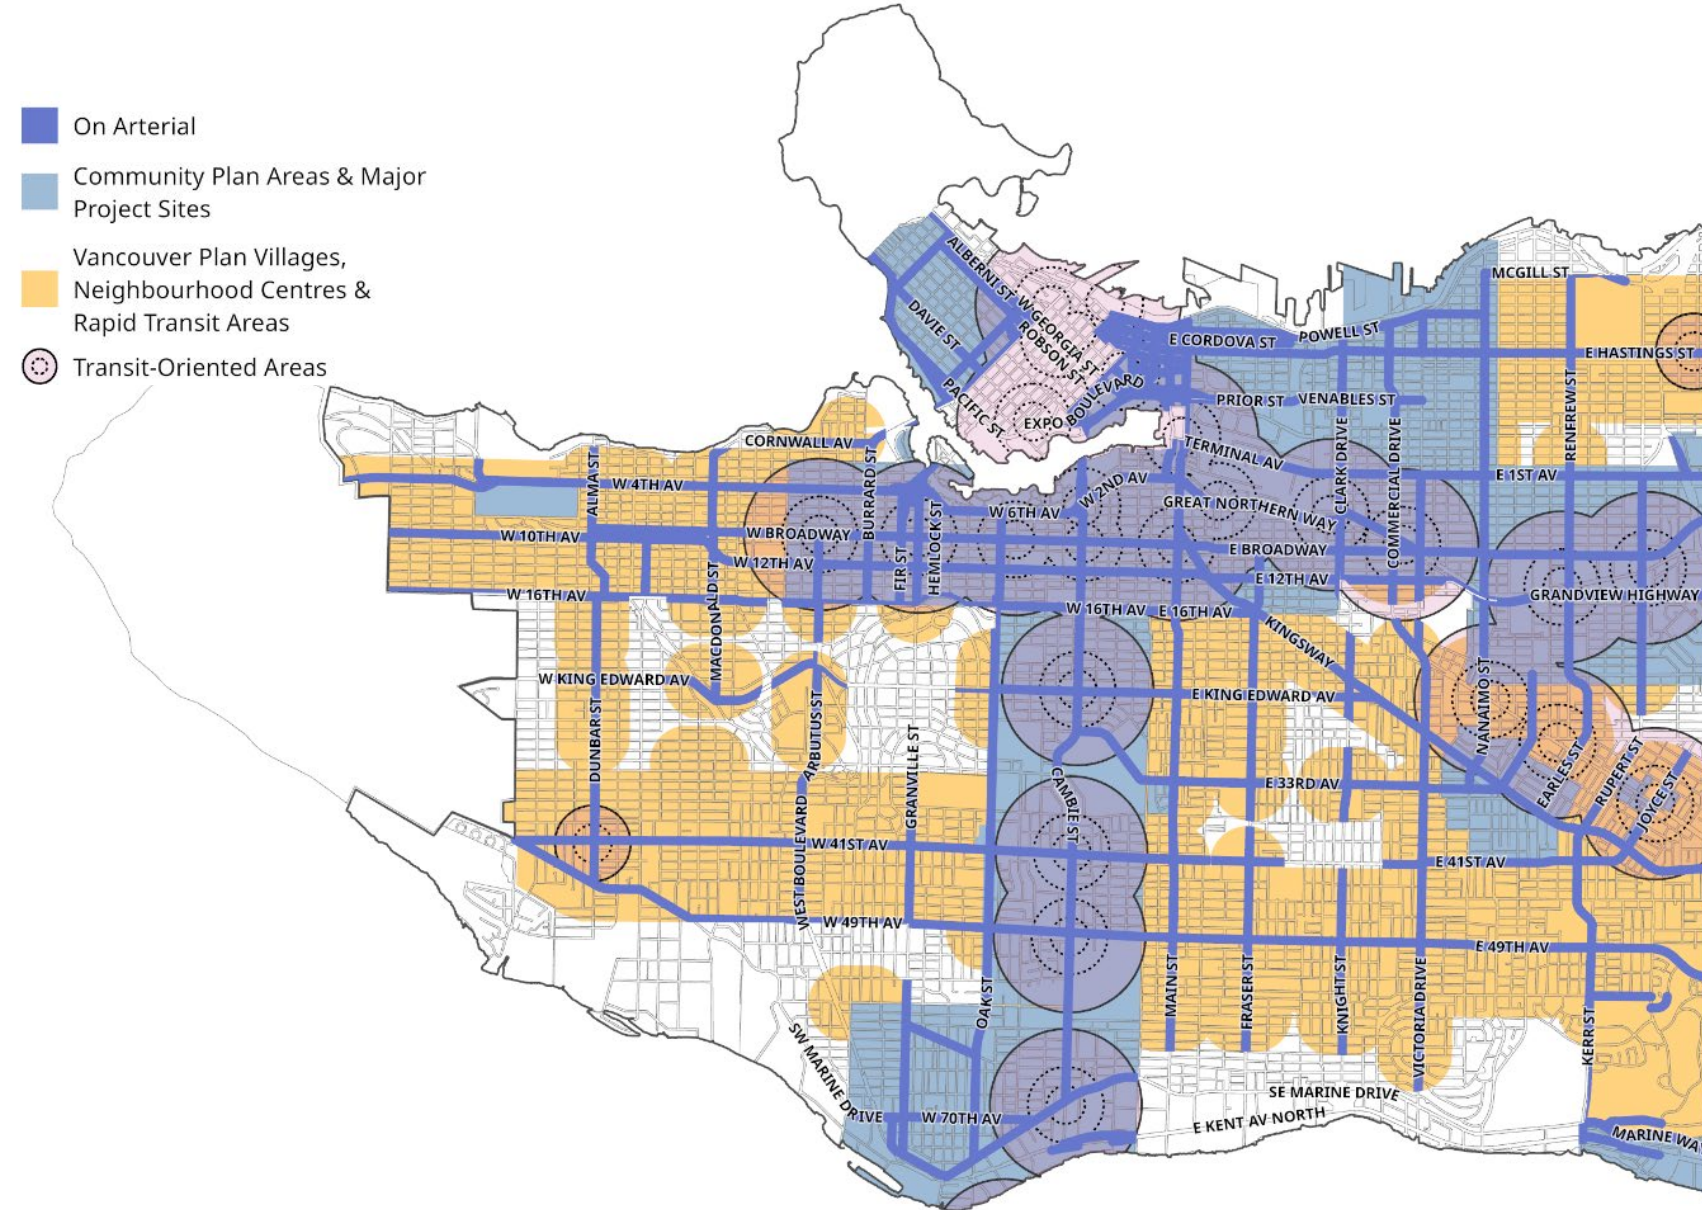 On Arterial
Community Plan Areas & Major
Project Sites
Vancouver Plan Villages,
Neighbourhood Centres &
Rapid Transit Areas
Transit-Oriented Areas
ALBERNI ST
W GEORGIA ST
ROBSON ST
DAVIE ST
PACIFIC ST
EXPO BOULEVARD
MCGILL ST
E CORDOVA ST
POWELL ST
E HASTINGS ST
PRIOR ST
VENABLES ST
RENFREW ST
CORNWALL AV
TERMINAL AV
E 1ST AV
ALMA ST
W 4TH AV
BURRARD ST
W 2ND AV
CLARK DRIVE
COMMERCIAL DRIVE
W 6TH AV
GREAT NORTHERN WAY
W 10TH AV
W BROADWAY
HEMLOCK ST
FIR ST
E BROADWAY
W 12TH AV
E 12TH AV
W 16TH AV
MACDONALD ST
W 16TH AV
E 16TH AV
GRANDVIEW HIGHWAY
KINGSWAY
W KING EDWARD AV
E KING EDWARD AV
NANAIMO ST
DUNBAR ST
ARBUTUS ST
GRANVILLE ST
CAMBIE ST
E 33RD AV
EARLES ST
RUPERT ST
JOYCE ST
WEST BOULEVARD
W 41ST AV
E 41ST AV
W 49TH AV
E 49TH AV
OAK ST
MAIN ST
FRASER ST
KNIGHT ST
VICTORIA DRIVE
KERR ST
SW MARINE DRIVE
W 70TH AV
SE MARINE DRIVE
E KENT AV NORTH
MARINE WA